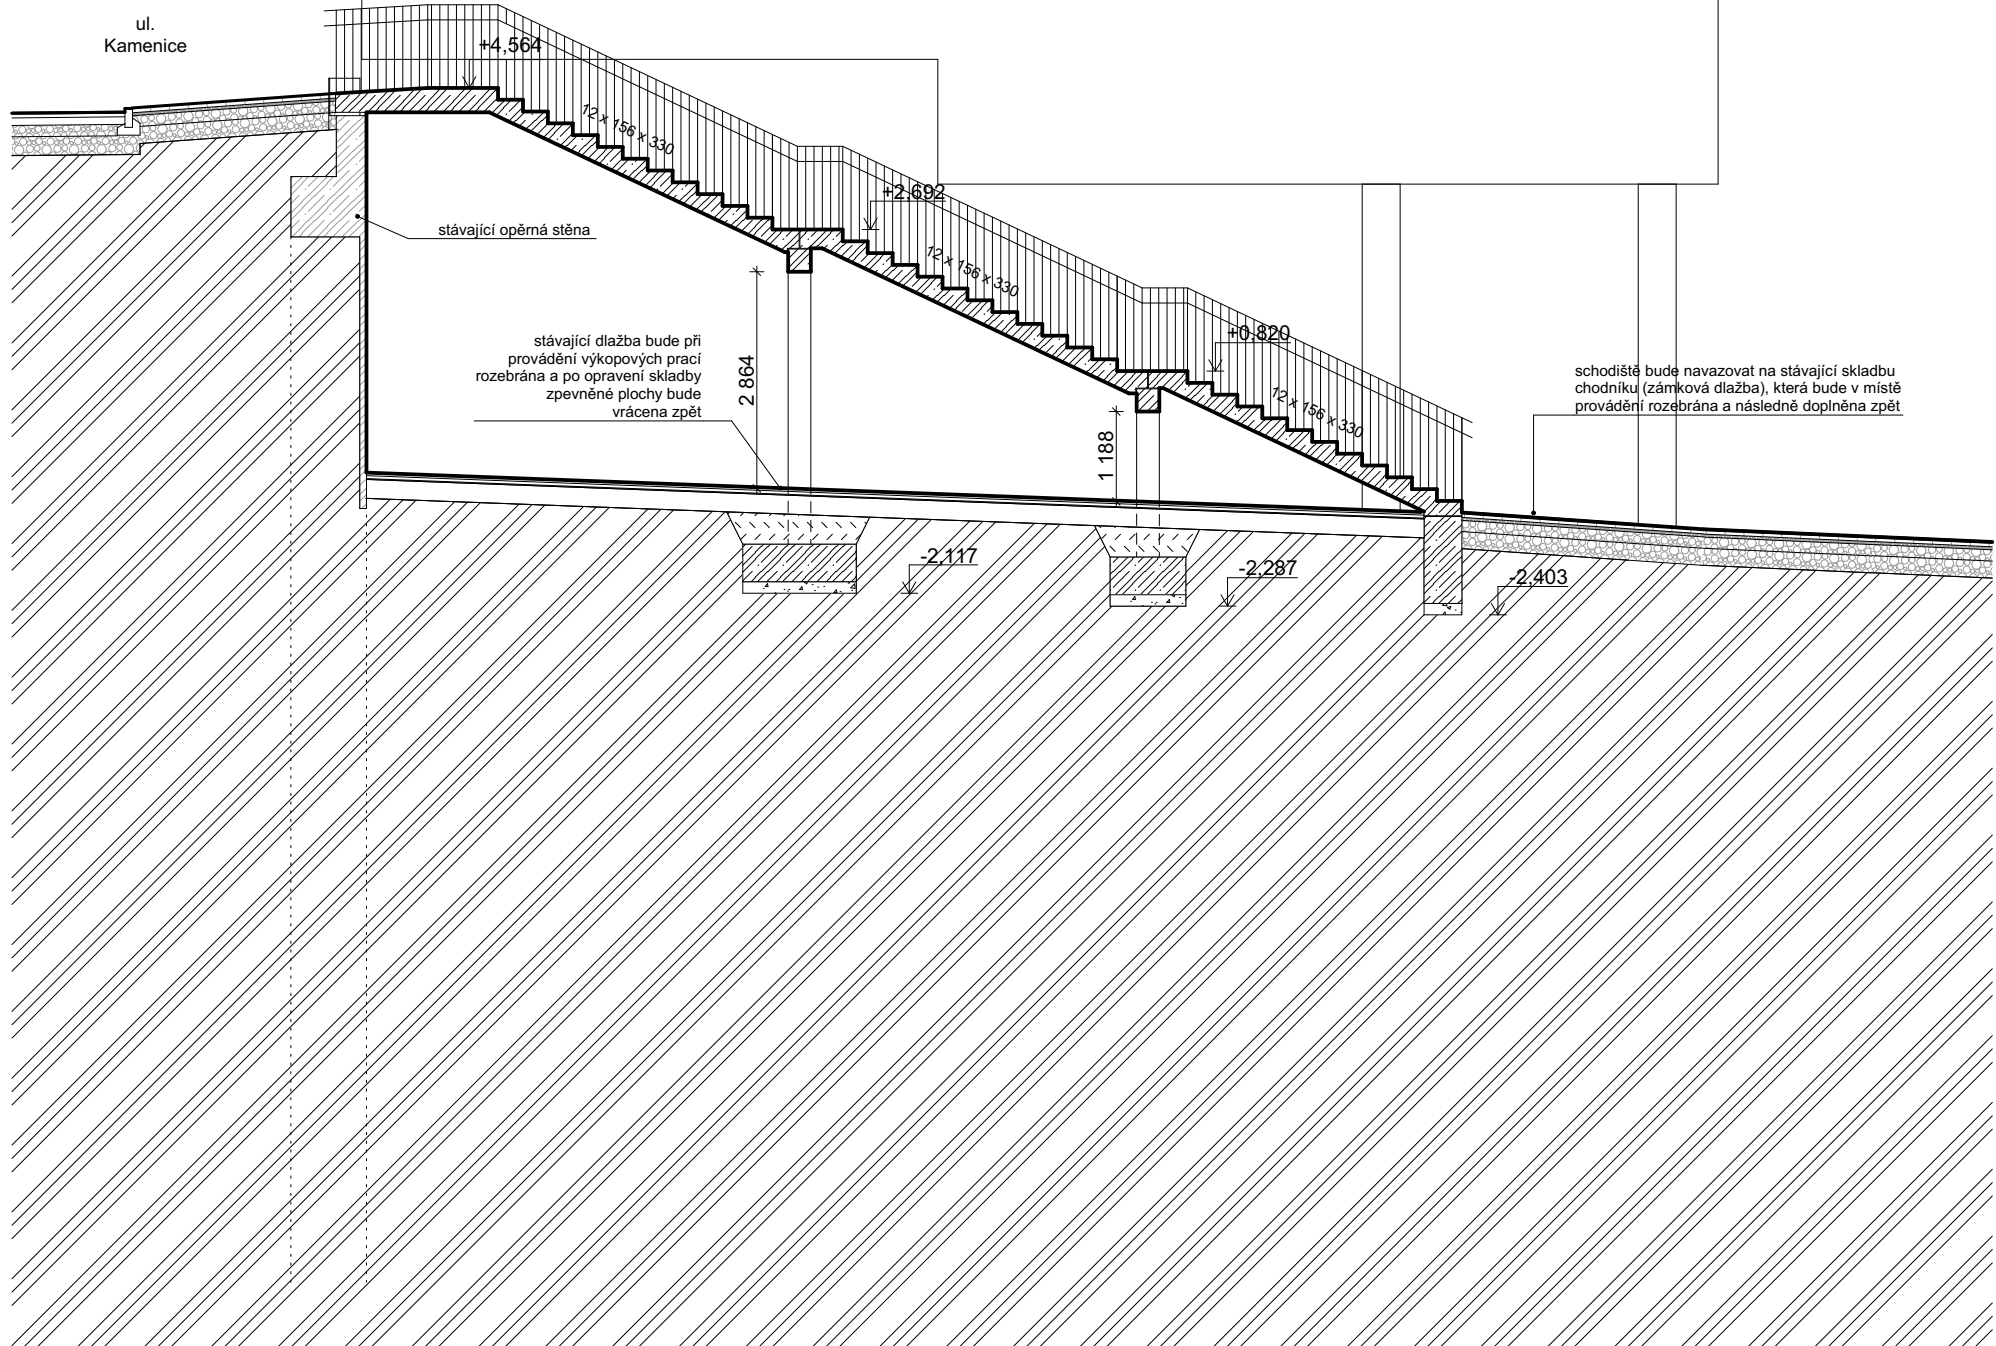 ul.
Kamenice
+4,564
12 x 156 x 330
+2,692
stávající opěrná stěna
12 x 156 x 330
+0,820
stávající dlažba bude při
provádění výkopových prací
rozebrána a po opravení skladby
zpevněné plochy bude
vrácena zpět
2 864
12 x 156 x 330
1 188
schodiště bude navazovat na stávající skladbu
chodníku (zámková dlažba), která bude v místě
provádění rozebrána a následně doplněna zpět
-2,117
-2,287
-2,403